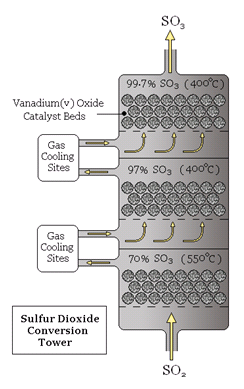 SO₃
99.7% SO₃ (400°C)
Vanadium(v) Oxide
Catalyst Beds
Gas
Cooling
Sites
97% SO₃ (400°C)
Gas
Cooling
Sites
70% SO₃ (550°C)
Sulfur Dioxide
Conversion
Tower
SO₂